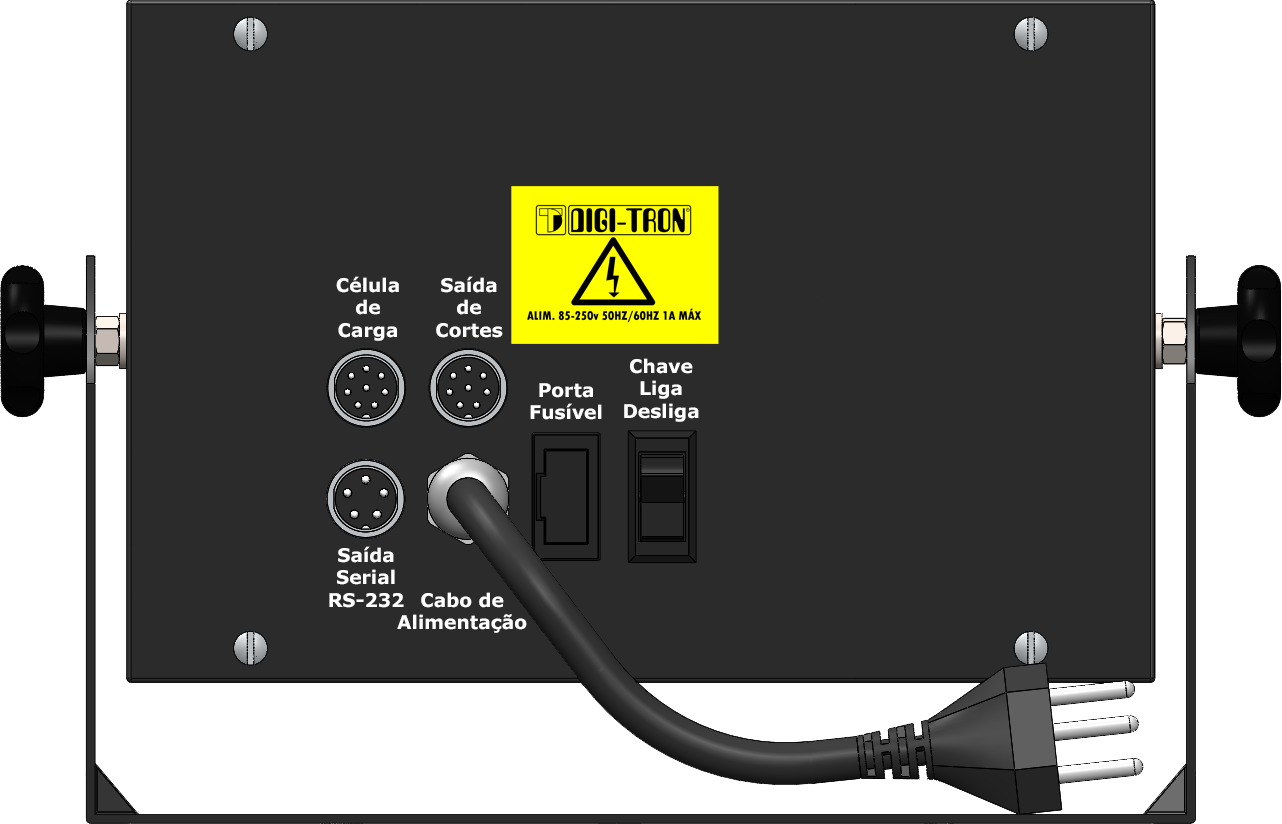 DIGI-TRON®
ALIM. 85-250v 50HZ/60HZ 1A MÁX
Célula
de
Carga
Saída
de
Cortes
Porta
Fusível
Chave
Liga
Desliga
Saída
Serial
RS-232
Cabo de
Alimentação